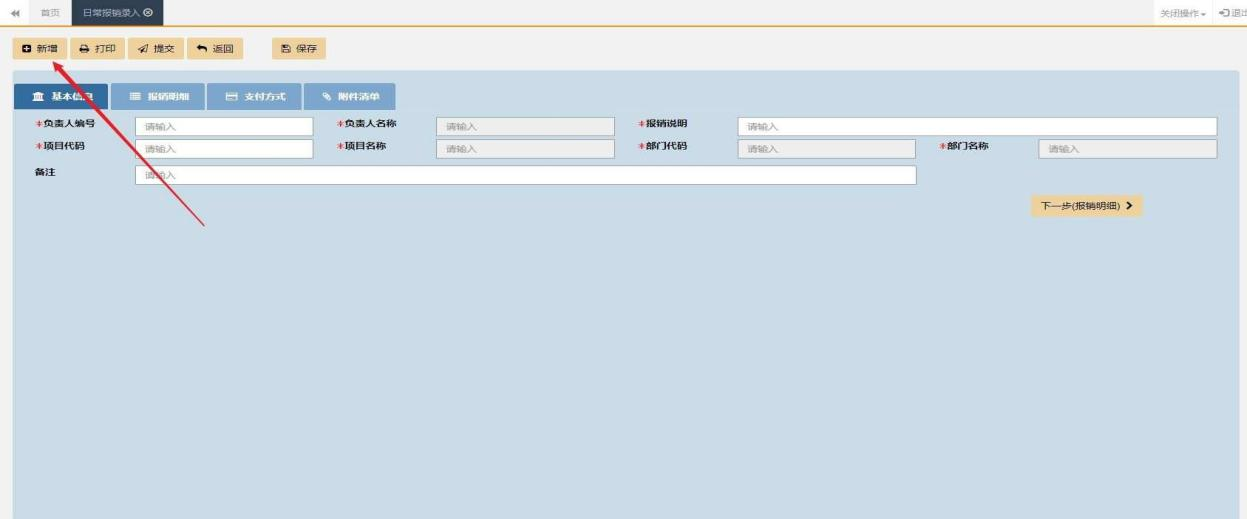 首页 日常报销录入 关闭操作 退出
新增 打印 提交 返回 保存
基本信息 报销明细 支付方式 附件清单
*负责人编号 请输入 *负责人名称 请输入 *报销说明 请输入
*项目代码 请输入 *项目名称 请输入 *部门代码 请输入 *部门名称 请输入
备注 请输入
下一步(报销明细)